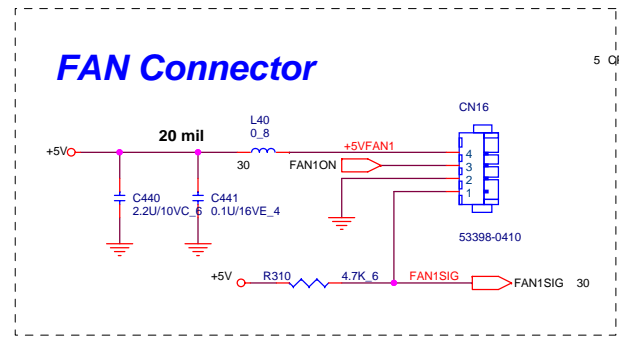 FAN Connector
5
CN16
L40
0_8
20 mil
+5V
+5VFAN1
30
FAN1ON
4
3
2
1
C440
2.2U/10VC_6
C441
0.1U/16VE_4
53398-0410
+5V
R310
4.7K_6
FAN1SIG
FAN1SIG
30